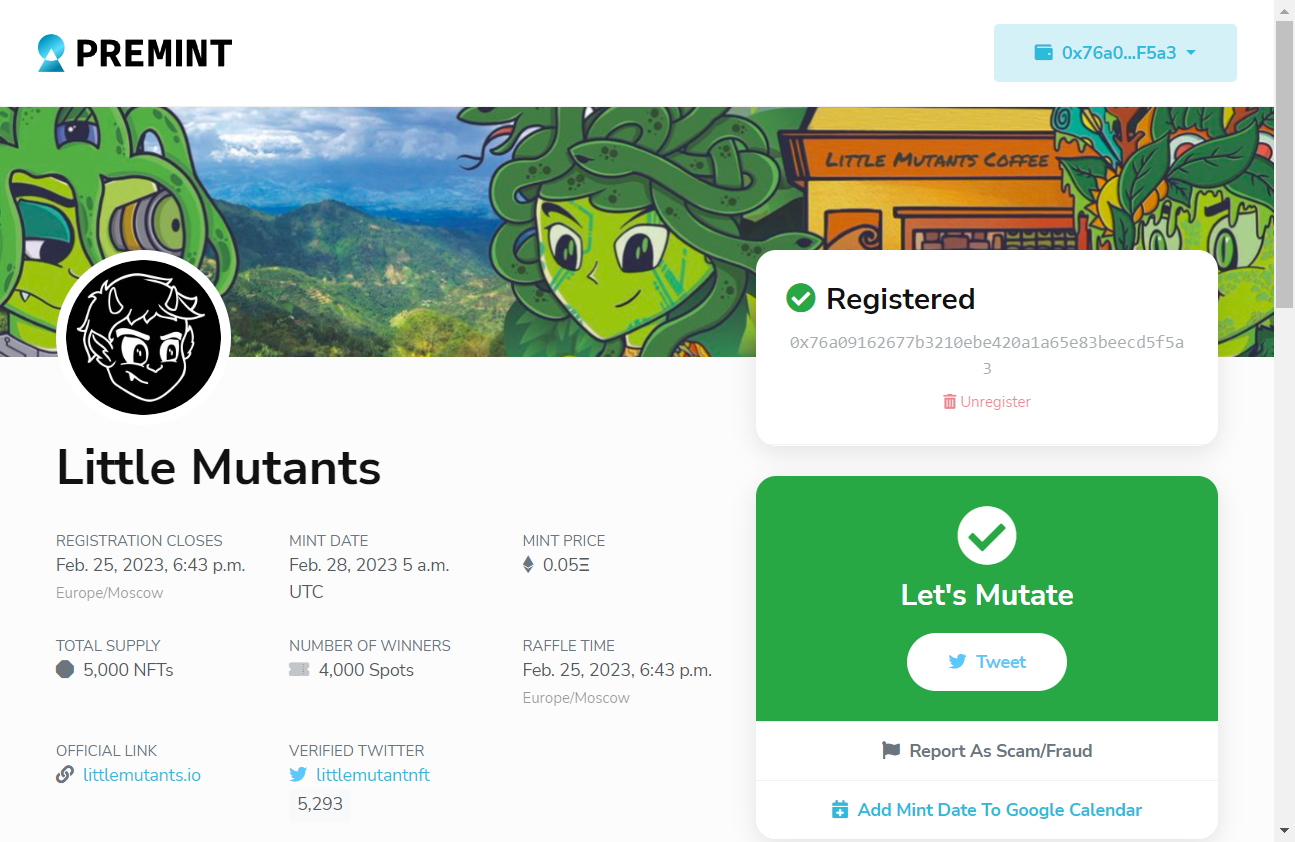 PREMINT
0x76a0...F5a3
LITTLE MUTANTS COFFEE
Registered
0x76a09162677b3210ebe420a1a65e83beecd5f5a
3
Unregister
Little Mutants
REGISTRATION CLOSES
Feb. 25, 2023, 6:43 p.m.
Europe/Moscow
MINT DATE
Feb. 28, 2023 5 a.m.
UTC
MINT PRICE
0.05Ξ
TOTAL SUPPLY
5,000 NFTs
NUMBER OF WINNERS
4,000 Spots
RAFFLE TIME
Feb. 25, 2023, 6:43 p.m.
Europe/Moscow
OFFICIAL LINK
littlemutants.io
VERIFIED TWITTER
littlemutantnft
5,293
Let's Mutate
Tweet
Report As Scam/Fraud
Add Mint Date To Google Calendar